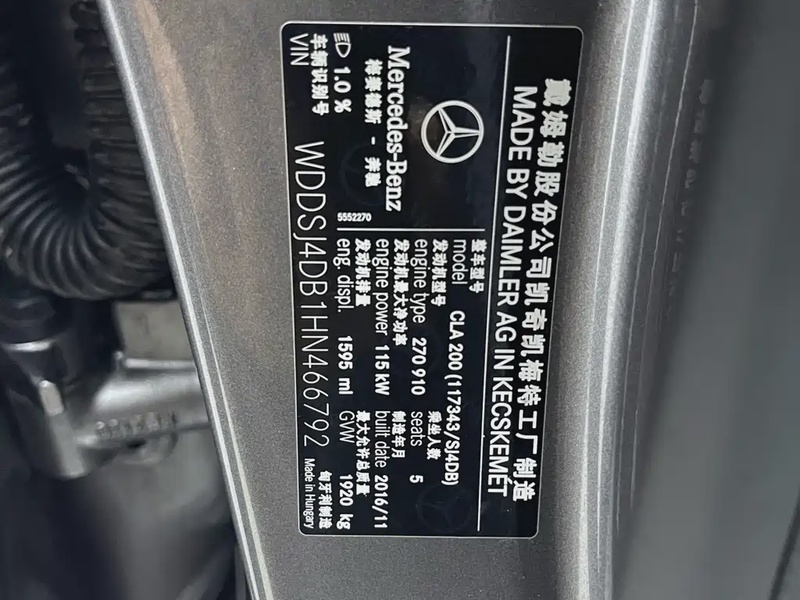 戴姆勒股份公司凯奇凯梅特工厂制造
MADE BY DAIMLER AG IN KECSKEMÉT
Mercedes-Benz
梅赛德斯 - 奔驰
5552270
整车型号
model CLA 200 (117343/SJ4DB)
发动机型号 乘坐人数
engine type 270 910 seats 5
发动机最大净功率 制造年月
engine power 115 kW built date 2016/11
发动机排量 最大允许总质量
eng. displ. 1595 ml GVW 1920 kg
1.0 %
车辆识别号 匈牙利制造
VIN WDDSJ4DB1HN466792 Made in Hungary